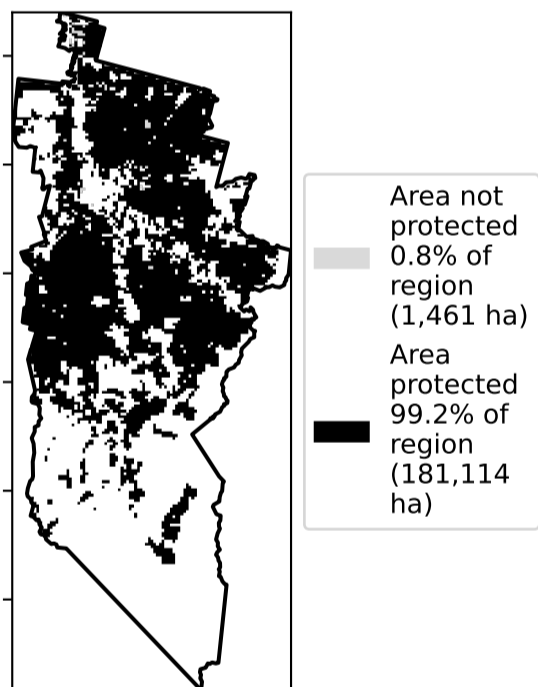 Area not
protected
0.8% of
region
(1,461 ha)
Area
protected
99.2% of
region
(181,114
ha)